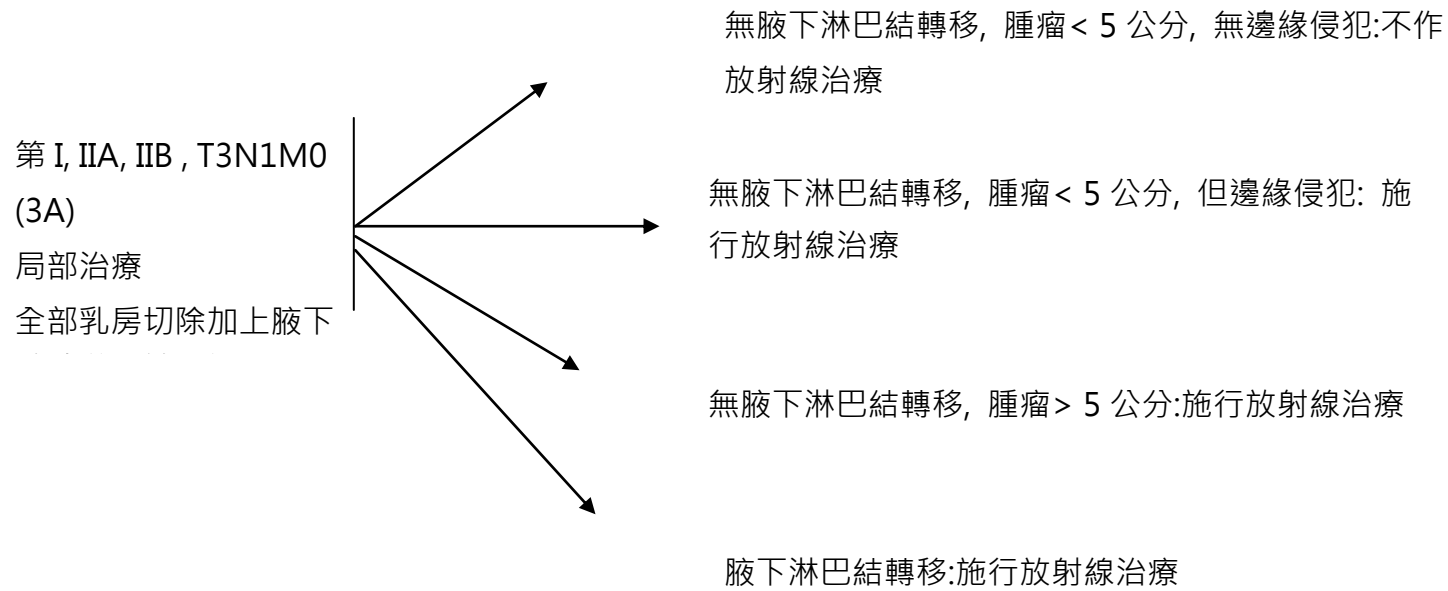 第 I, IIA, IIB , T3N1M0
(3A)
局部治療
全部乳房切除加上腋下
無腋下淋巴結轉移, 腫瘤< 5 公分, 無邊緣侵犯:不作
放射線治療
無腋下淋巴結轉移, 腫瘤< 5 公分, 但邊緣侵犯: 施
行放射線治療
無腋下淋巴結轉移, 腫瘤> 5 公分:施行放射線治療
腋下淋巴結轉移:施行放射線治療